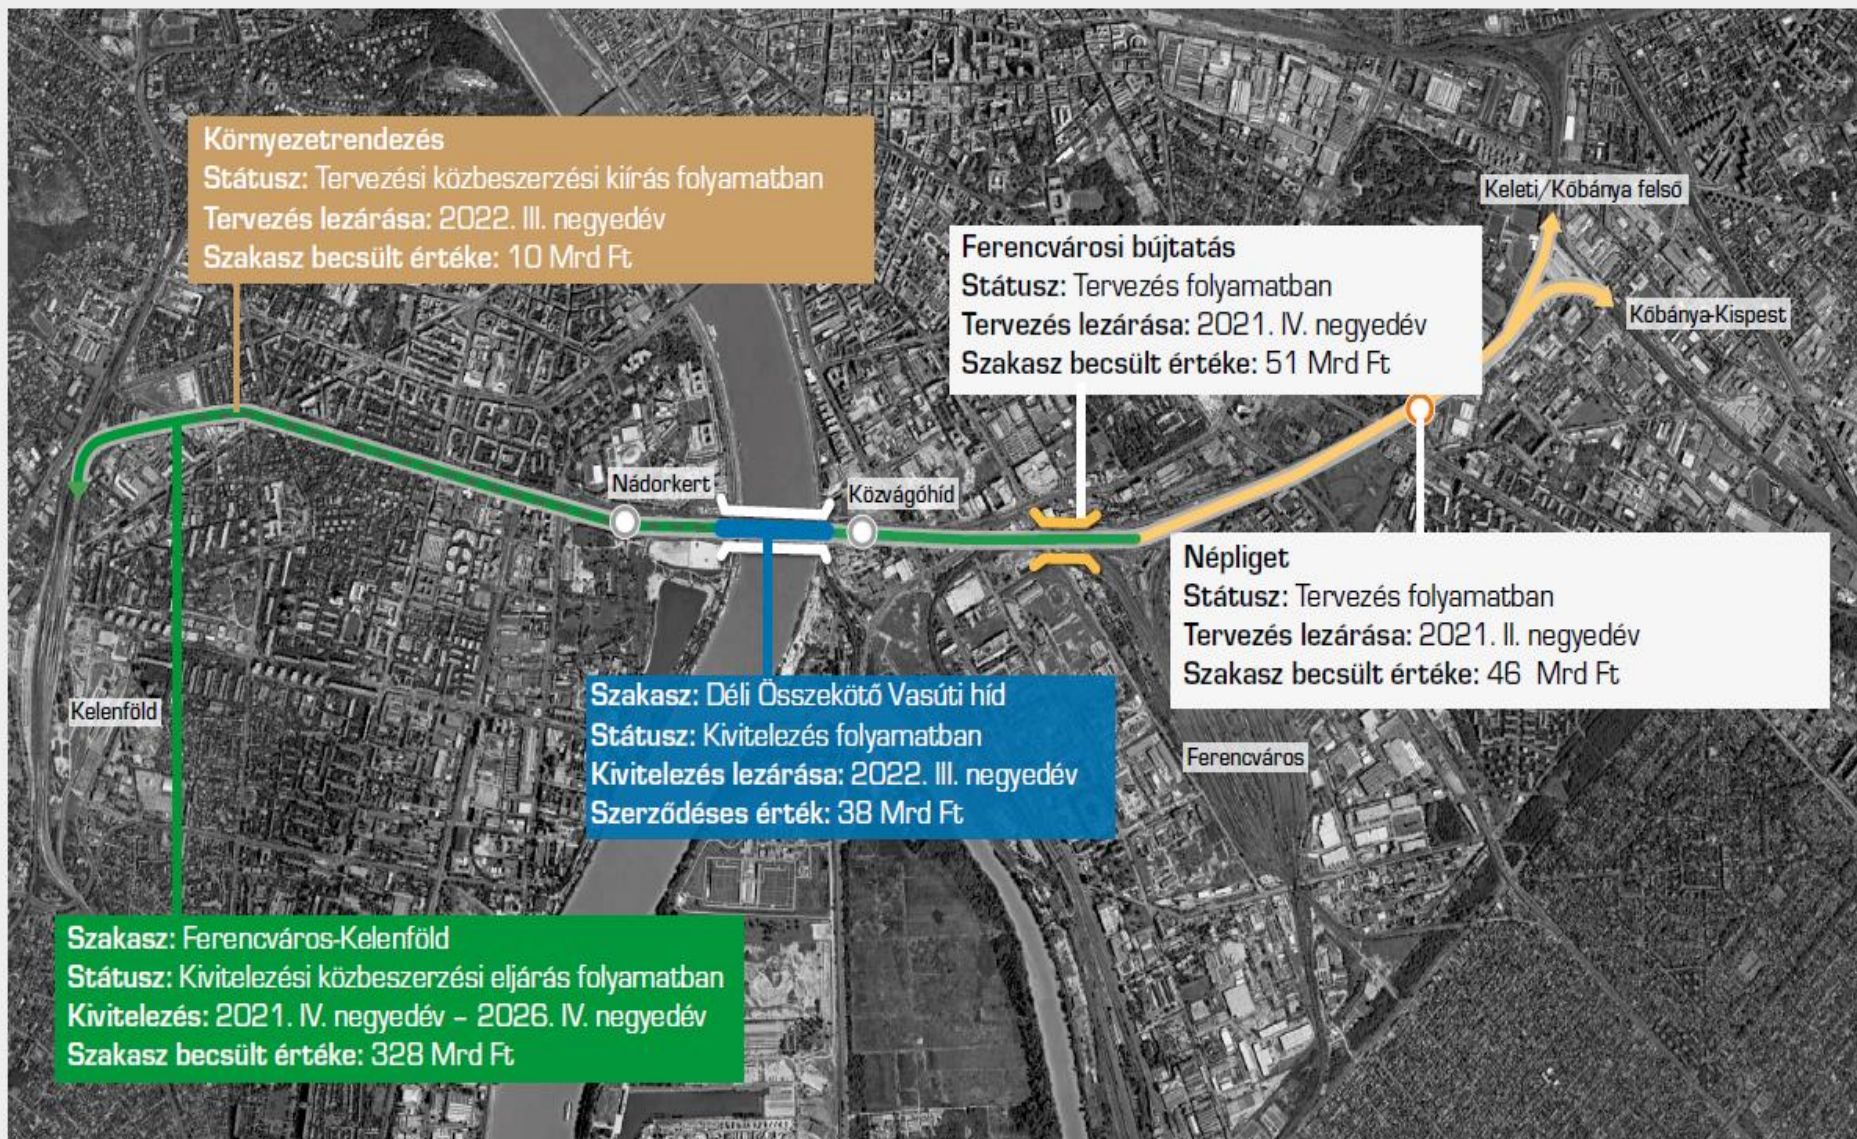 Környezetrendezés
Státusz: Tervezési közbeszerzési kiírás folyamatban
Tervezés lezárása: 2022. III. negyedév
Szakasz becsült értéke: 10 Mrd Ft
Keleti/Kőbánya felső
Ferencvárosi bújtatás
Státusz: Tervezés folyamatban
Tervezés lezárása: 2021. IV. negyedév
Szakasz becsült értéke: 51 Mrd Ft
Kőbánya-Kispest
Nádorkert
Közvágóhíd
Népliget
Státusz: Tervezés folyamatban
Tervezés lezárása: 2021. II. negyedév
Szakasz becsült értéke: 46 Mrd Ft
Kelenföld
Szakasz: Déli Összekötő Vasúti híd
Státusz: Kivitelezés folyamatban
Kivitelezés lezárása: 2022. III. negyedév
Szerződéses érték: 38 Mrd Ft
Ferencváros
Szakasz: Ferencváros-Kelenföld
Státusz: Kivitelezési közbeszerzési eljárás folyamatban
Kivitelezés: 2021. IV. negyedév – 2026. IV. negyedév
Szakasz becsült értéke: 328 Mrd Ft